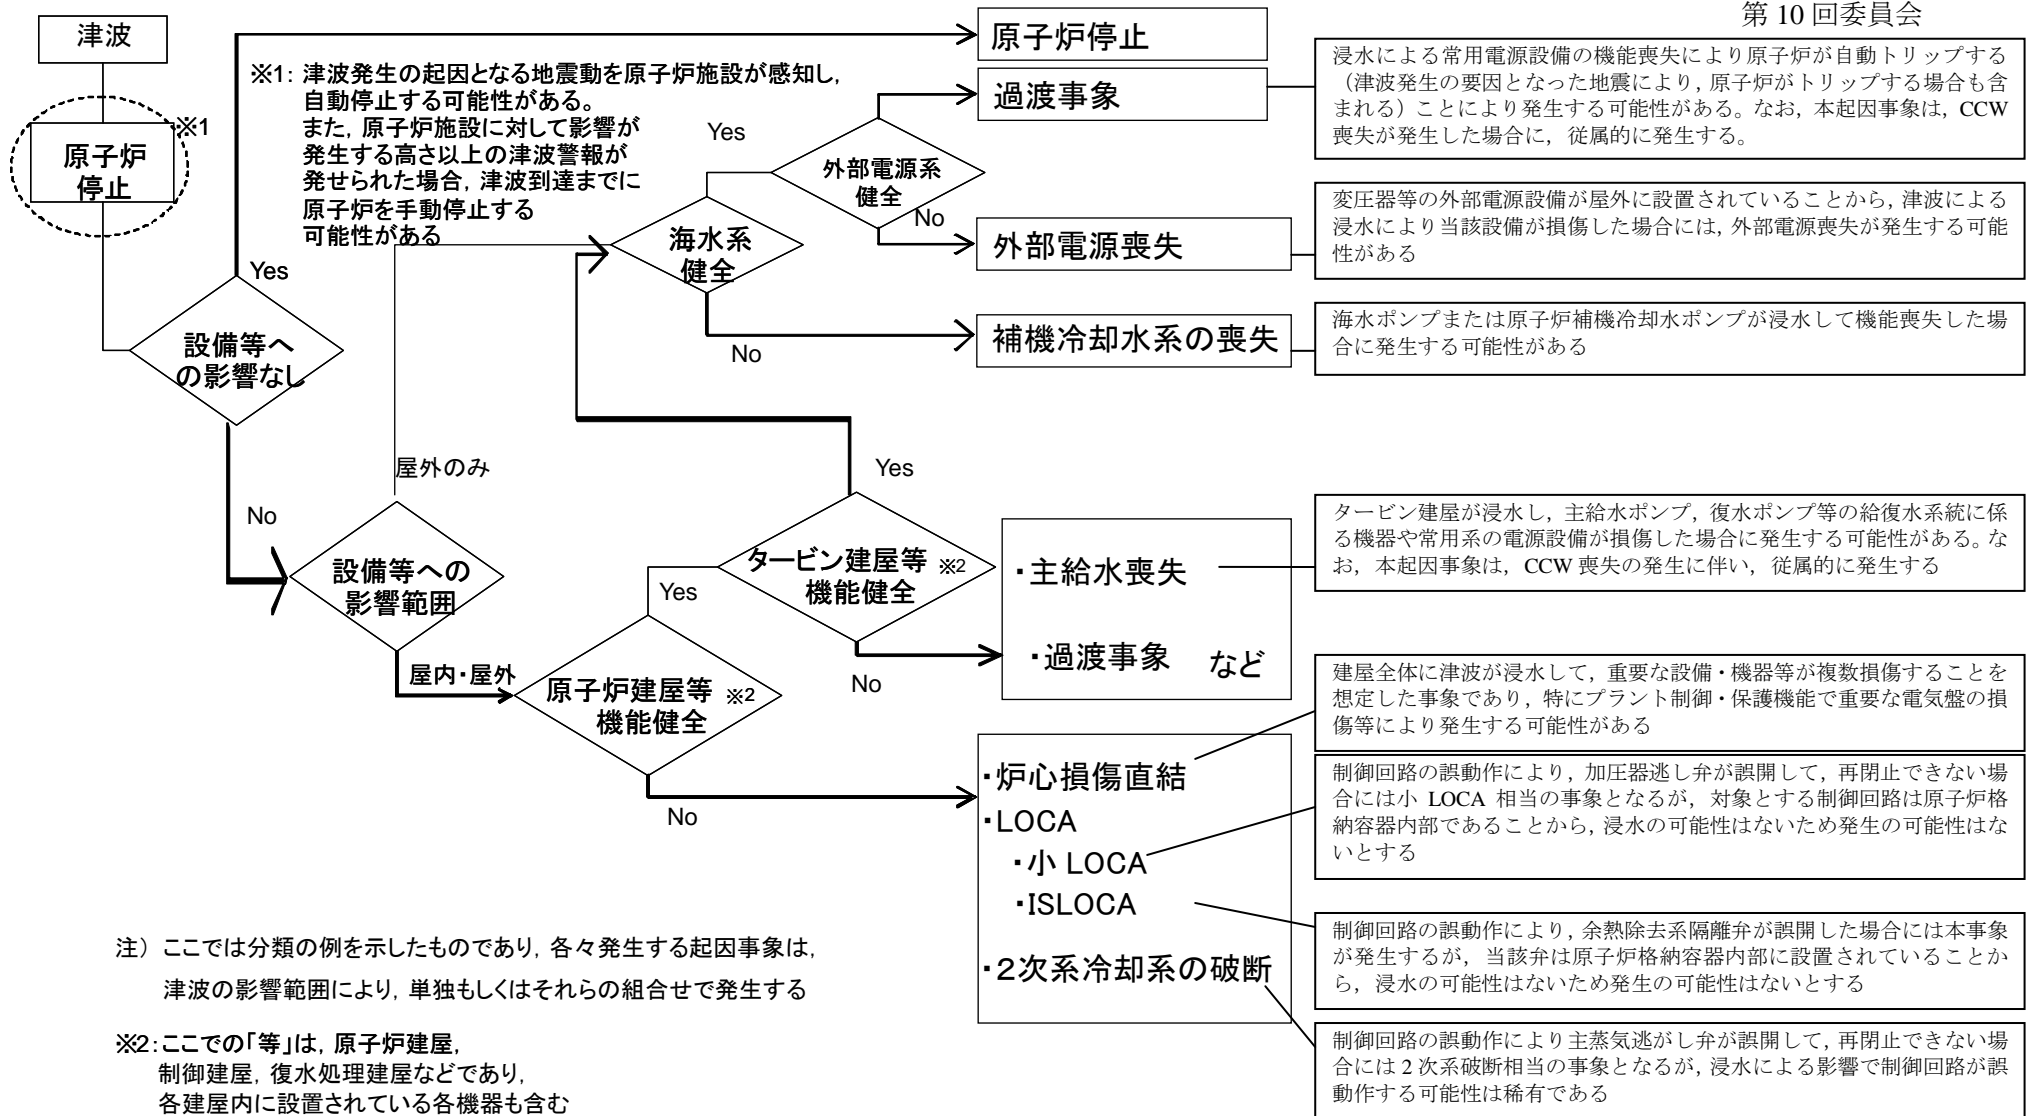 第 10 回委員会
津波
原子炉
停止
※1
※1: 津波発生の起因となる地震動を原子炉施設が感知し,
自動停止する可能性がある。
また, 原子炉施設に対して影響が
発生する高さ以上の津波警報が
発せられた場合, 津波到達までに
原子炉を手動停止する
可能性がある
Yes
設備等へ
の影響なし
No
屋外のみ
設備等への
影響範囲
屋内・屋外
原子炉建屋等 ※2
機能健全
Yes
No
タービン建屋等 ※2
機能健全
Yes
No
海水系
健全
Yes
No
外部電源系
健全
No
原子炉停止
過渡事象
外部電源喪失
補機冷却水系の喪失
・主給水喪失
・過渡事象 など
・炉心損傷直結
・LOCA
・小 LOCA
・ISLOCA
・2次系冷却系の破断
浸水による常用電源設備の機能喪失により原子炉が自動トリップする
（津波発生の要因となった地震により, 原子炉がトリップする場合も含
まれる）ことにより発生する可能性がある。なお, 本起因事象は, CCW
喪失が発生した場合に, 従属的に発生する。
変圧器等の外部電源設備が屋外に設置されていることから, 津波による
浸水により当該設備が損傷した場合には, 外部電源喪失が発生する可能
性がある
海水ポンプまたは原子炉補機冷却水ポンプが浸水して機能喪失した場
合に発生する可能性がある
タービン建屋が浸水し, 主給水ポンプ, 復水ポンプ等の給復水系統に係
る機器や常用系の電源設備が損傷した場合に発生する可能性がある。な
お, 本起因事象は, CCW 喪失の発生に伴い, 従属的に発生する
建屋全体に津波が浸水して, 重要な設備・機器等が複数損傷することを
想定した事象であり, 特にプラント制御・保護機能で重要な電気盤の損
傷等により発生する可能性がある
制御回路の誤動作により, 加圧器逃し弁が誤開して, 再閉止できない場
合には小 LOCA 相当の事象となるが, 対象とする制御回路は原子炉格
納容器内部であることから, 浸水の可能性はないため発生の可能性はな
いとする
制御回路の誤動作により, 余熱除去系隔離弁が誤開した場合には本事象
が発生するが, 当該弁は原子炉格納容器内部に設置されていることか
ら, 浸水の可能性はないため発生の可能性はないとする
制御回路の誤動作により主蒸気逃がし弁が誤開して, 再閉止できない場
合には 2 次系破断相当の事象となるが, 浸水による影響で制御回路が誤
動作する可能性は稀有である
注） ここでは分類の例を示したものであり, 各々発生する起因事象は,
津波の影響範囲により, 単独もしくはそれらの組合せで発生する
※2:ここでの「等」は, 原子炉建屋,
制御建屋, 復水処理建屋などであり,
各建屋内に設置されている各機器も含む